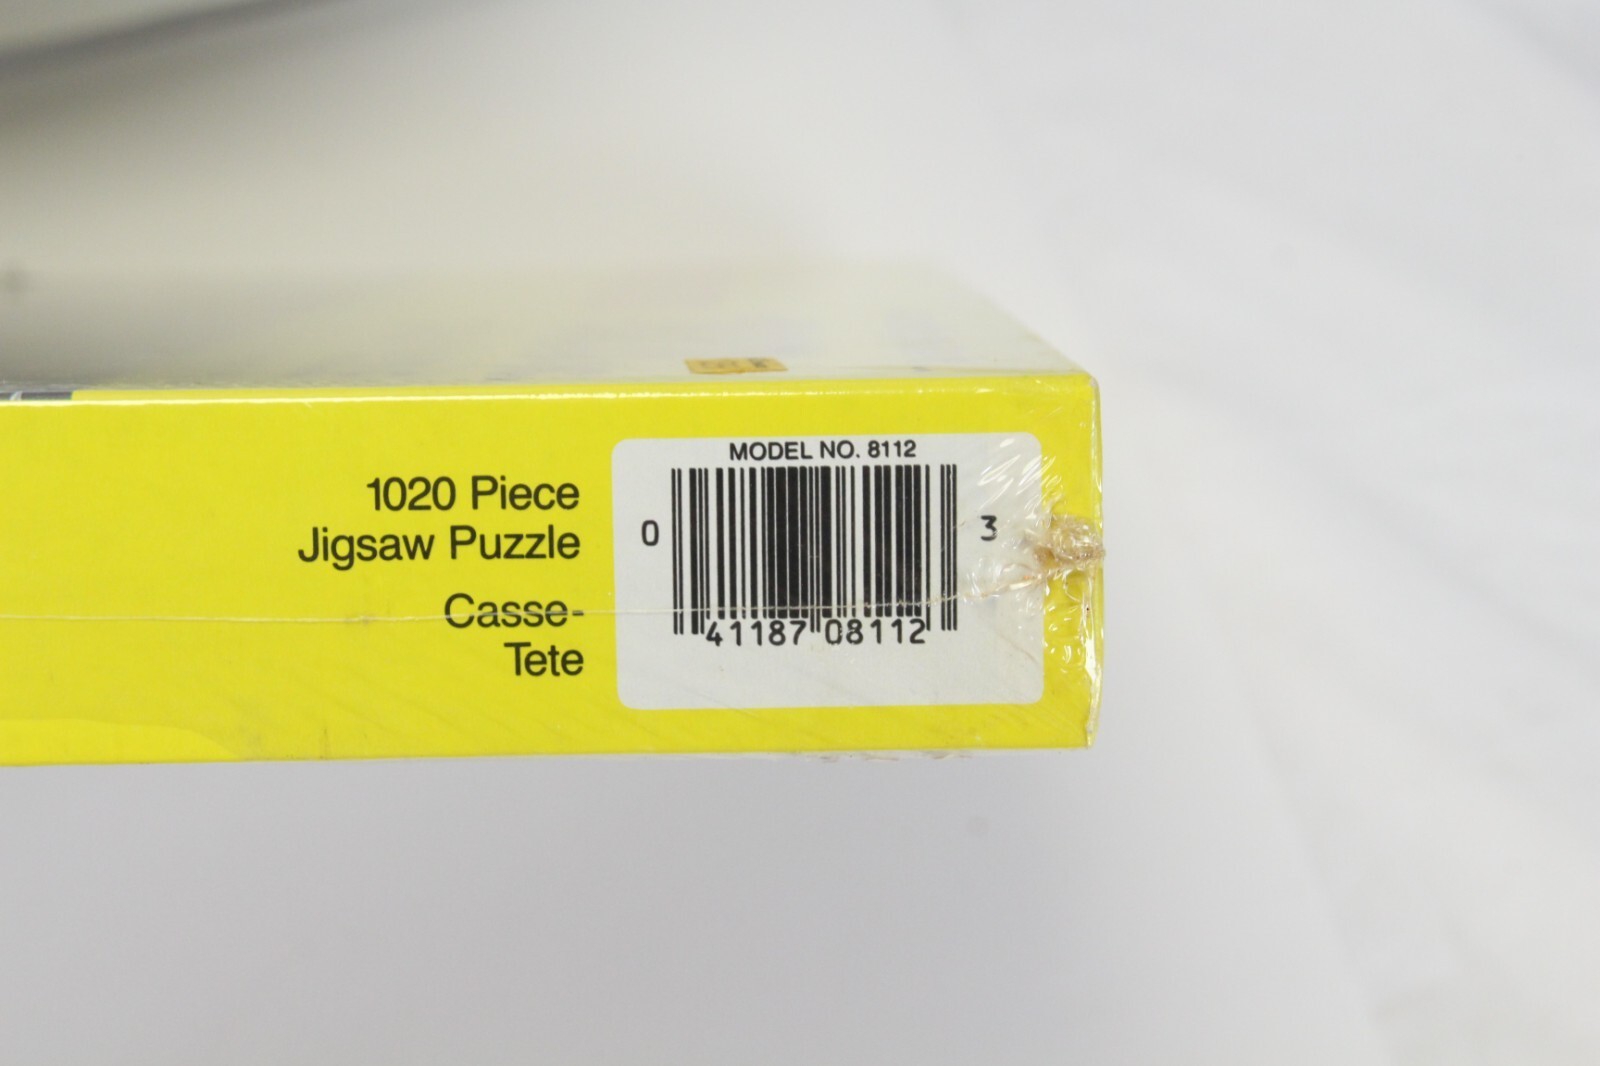 1020 Piece
Jigsaw Puzzle
Casse-
Tete
MODEL NO. 8112
0 41187 08112 3